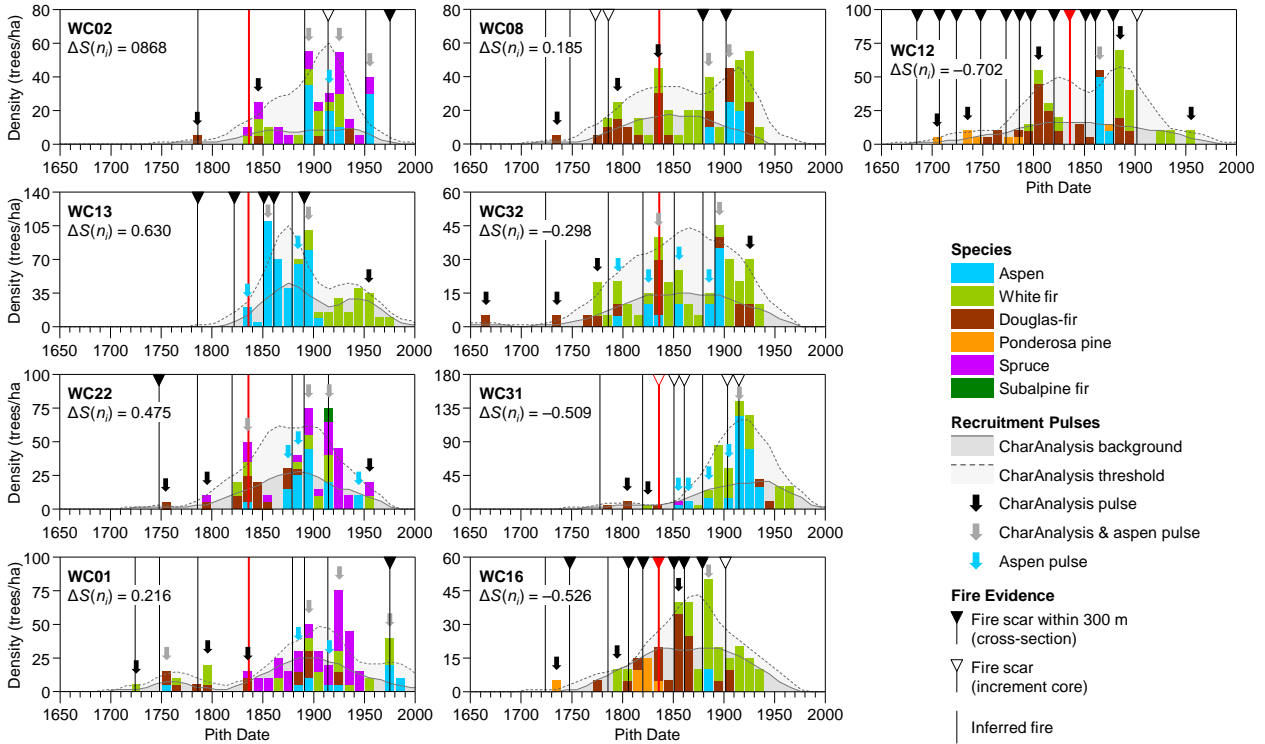 WC02
ΔS(ni) = 0868
Density (trees/ha)
80
60
40
20
0
1650 1700 1750 1800 1850 1900 1950 2000
WC08
ΔS(ni) = 0.185
80
60
40
20
0
1650 1700 1750 1800 1850 1900 1950 2000
WC12
ΔS(ni) = −0.702
100
75
50
25
0
1650 1700 1750 1800 1850 1900 1950 2000
Pith Date
WC13
ΔS(ni) = 0.630
Density (trees/ha)
140
105
70
35
0
1650 1700 1750 1800 1850 1900 1950 2000
WC32
ΔS(ni) = −0.298
60
45
30
15
0
1650 1700 1750 1800 1850 1900 1950 2000
WC22
ΔS(ni) = 0.475
Density (trees/ha)
100
75
50
25
0
1650 1700 1750 1800 1850 1900 1950 2000
WC31
ΔS(ni) = −0.509
180
135
90
45
0
1650 1700 1750 1800 1850 1900 1950 2000
WC01
ΔS(ni) = 0.216
Density (trees/ha)
100
75
50
25
0
1650 1700 1750 1800 1850 1900 1950 2000
Pith Date
WC16
ΔS(ni) = −0.526
60
45
30
15
0
1650 1700 1750 1800 1850 1900 1950 2000
Pith Date
Species
Aspen
White fir
Douglas-fir
Ponderosa pine
Spruce
Subalpine fir
Recruitment Pulses
CharAnalysis background
CharAnalysis threshold
CharAnalysis pulse
CharAnalysis & aspen pulse
Aspen pulse
Fire Evidence
Fire scar within 300 m
(cross-section)
Fire scar
(increment core)
Inferred fire